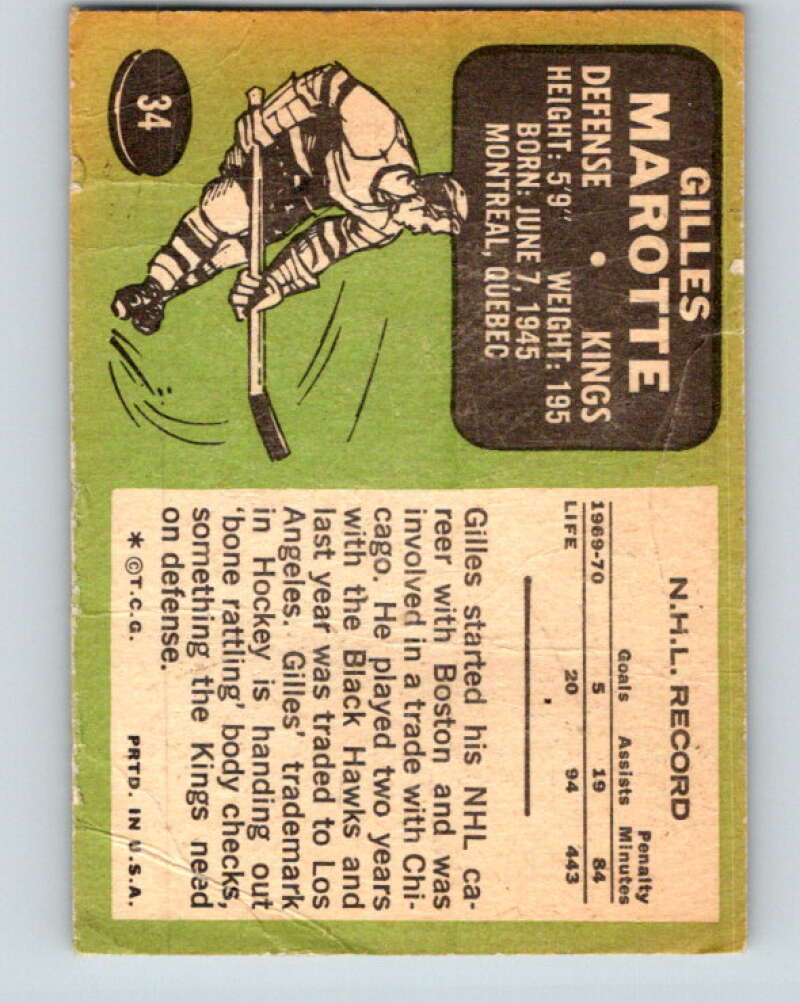 34
GILLES
MAROTTE
DEFENSE • KINGS
HEIGHT: 5'9" WEIGHT: 195
BORN: JUNE 7, 1945
MONTREAL, QUEBEC
N.H.L. RECORD
Goals Assists Penalty Minutes
1969-70 5 19 84
LIFE 20 94 443
Gilles started his NHL ca-
reer with Boston and was
involved in a trade with Chi-
cago. He played two years
with the Black Hawks and
last year was traded to Los
Angeles. Gilles' trademark
in Hockey is handing out
'bone rattling' body checks,
something the Kings need
on defense.
* © T.C.G. PRTD. IN U.S.A.